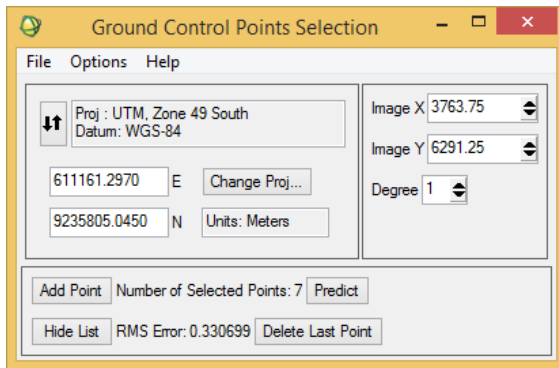 Ground Control Points Selection
File Options Help
Proj : UTM, Zone 49 South
Datum: WGS-84
611161.2970 E Change Proj...
9235805.0450 N Units: Meters
Image X 3763.75
Image Y 6291.25
Degree 1
Add Point Number of Selected Points: 7 Predict
Hide List RMS Error: 0.330699 Delete Last Point